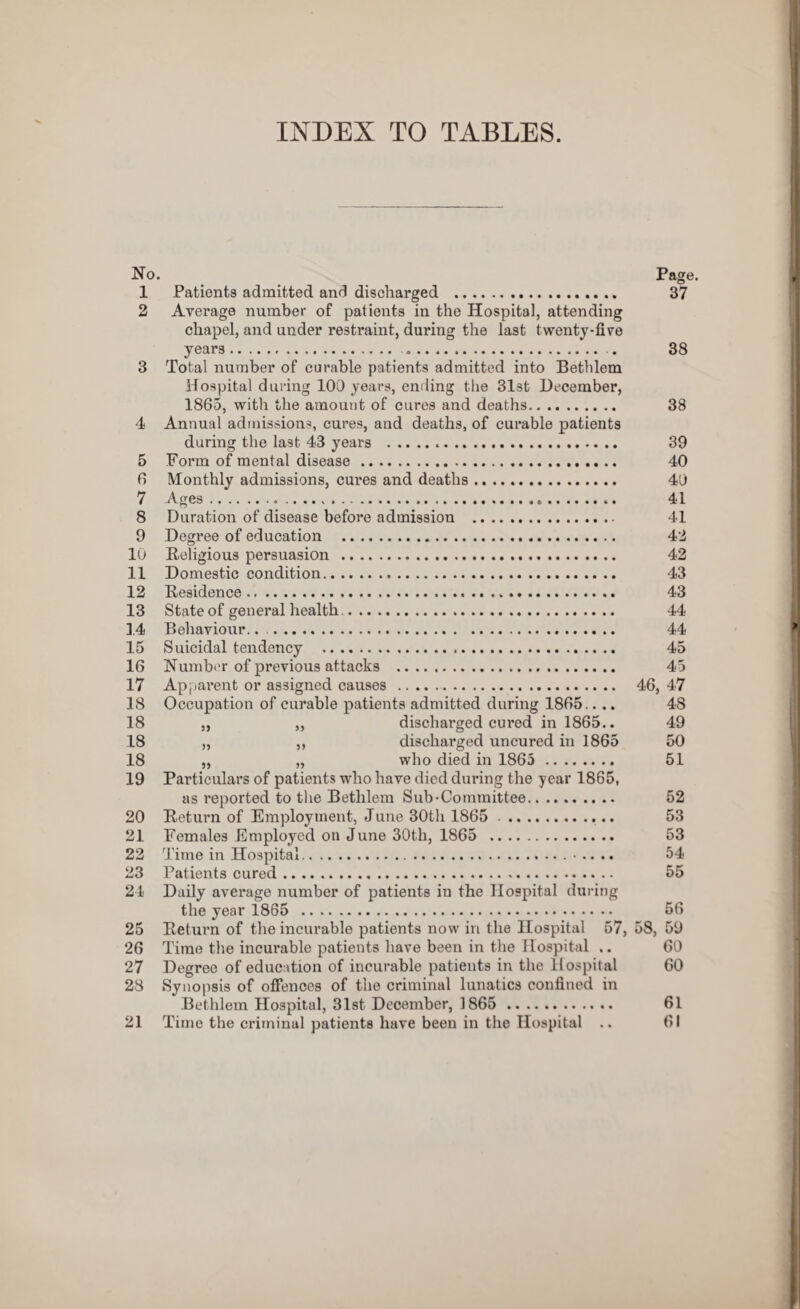 INDEX TO TABLES.
No. Page.
1 Patients admitted and discharged .................. 37
2 Average number of patients in the Hospital, attending
chapel, and under restraint, during the last twenty-five
years .......................................... 38
3 Total number of curable patients admitted into Bethlem
Hospital during 100 years, ending the 31st December,
1865, with the amount of cures and deaths.......... 38
4 Annual admissions, cures, and deaths, of curable patients
during the last 43 years ........................ 39
5 Form of mental disease ............................ 40
6 Monthly admissions, cures and deaths ................ 40
7 Ages ............................................ 41
8 Duration of disease before admission ................ 41
9 Degree of education .............................. 42
10 Religious persuasion .............................. 42
11 Domestic condition................................ 43
12 Residence ........................................ 43
13 State of general health.............................. 44
14 Behaviour........................................ 44
15 Suicidal tendency ................................ 45
16 Number of previous attacks ........................ 45
17 Apparent or assigned causes ........................ 46, 47
18 Occupation of curable patients admitted during 1865.... 48
18 „ „ discharged cured in 1865.. 49
18 „ „ discharged uncured in 1865 50
18 „ „ who died in 1865 ........ 51
19 Particulars of patients who have died during the year 1865,
as reported to the Bethlem Sub-Committee.......... 52
20 Return of Employment, June 30th 1865 .............. 53
21 Females Employed on June 30th, 1865 .............. 53
22 Time in Hospital.................................. 54
23 Patients cured .................................... 55
24 Daily average number of patients in the Hospital during
the year 1865 .................................. 56
25 Return of the incurable patients now in the Hospital 57, 58, 59
26 Time the incurable patients have been in the Hospital .. 60
27 Degree of education of incurable patients in the Hospital 60
28 Synopsis of offences of the criminal lunatics confined in
Bethlem Hospital, 31st December, 1865 ............ 61
21 Time the criminal patients have been in the Hospital .. 61